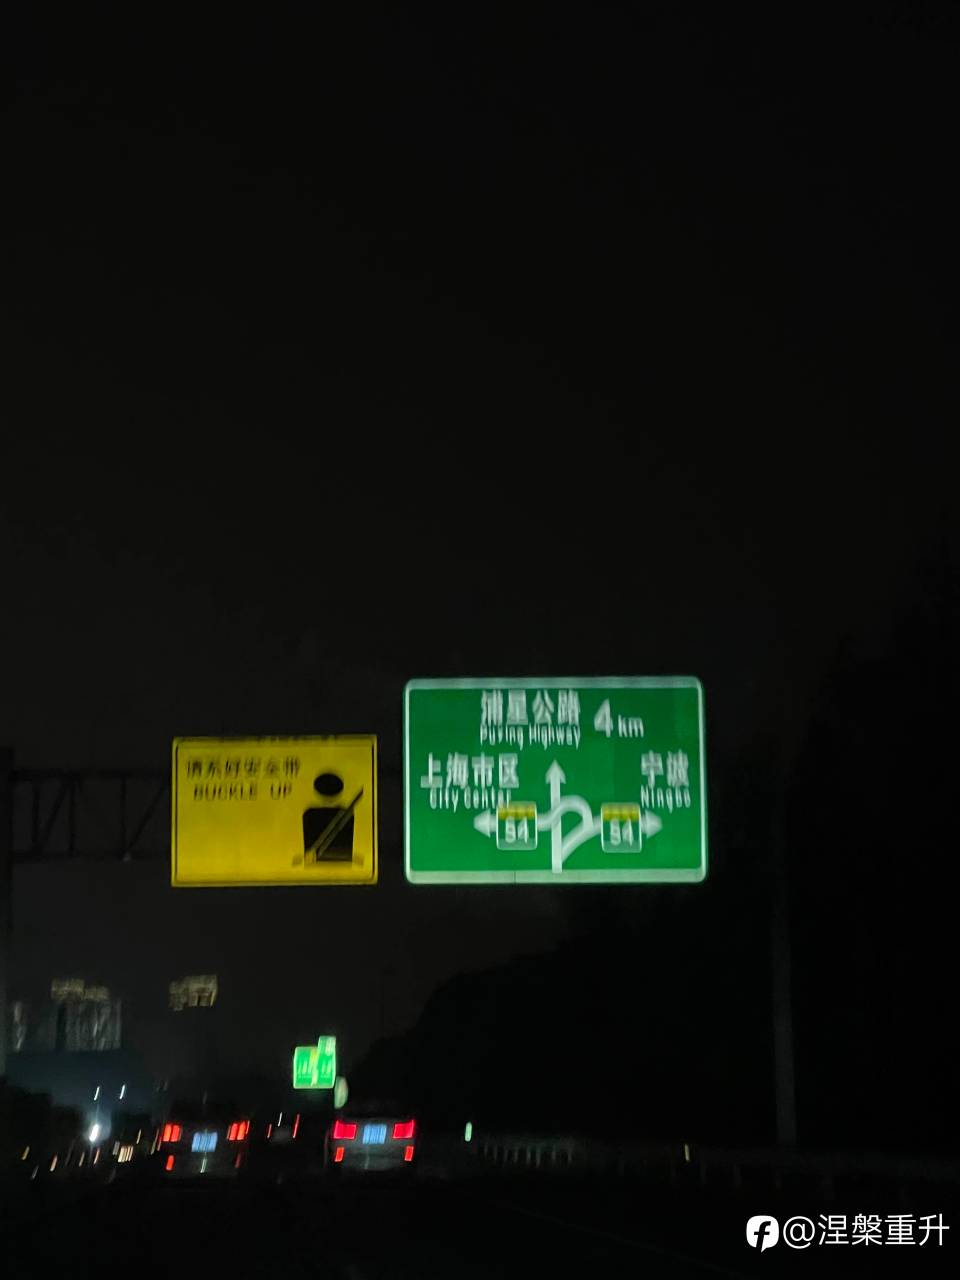 请系好安全带
BUCKLE UP
浦星公路 4km
Puxing Highway
上海市区
City Center
宁波
Ningbo
S4
S4
@涅槃重升